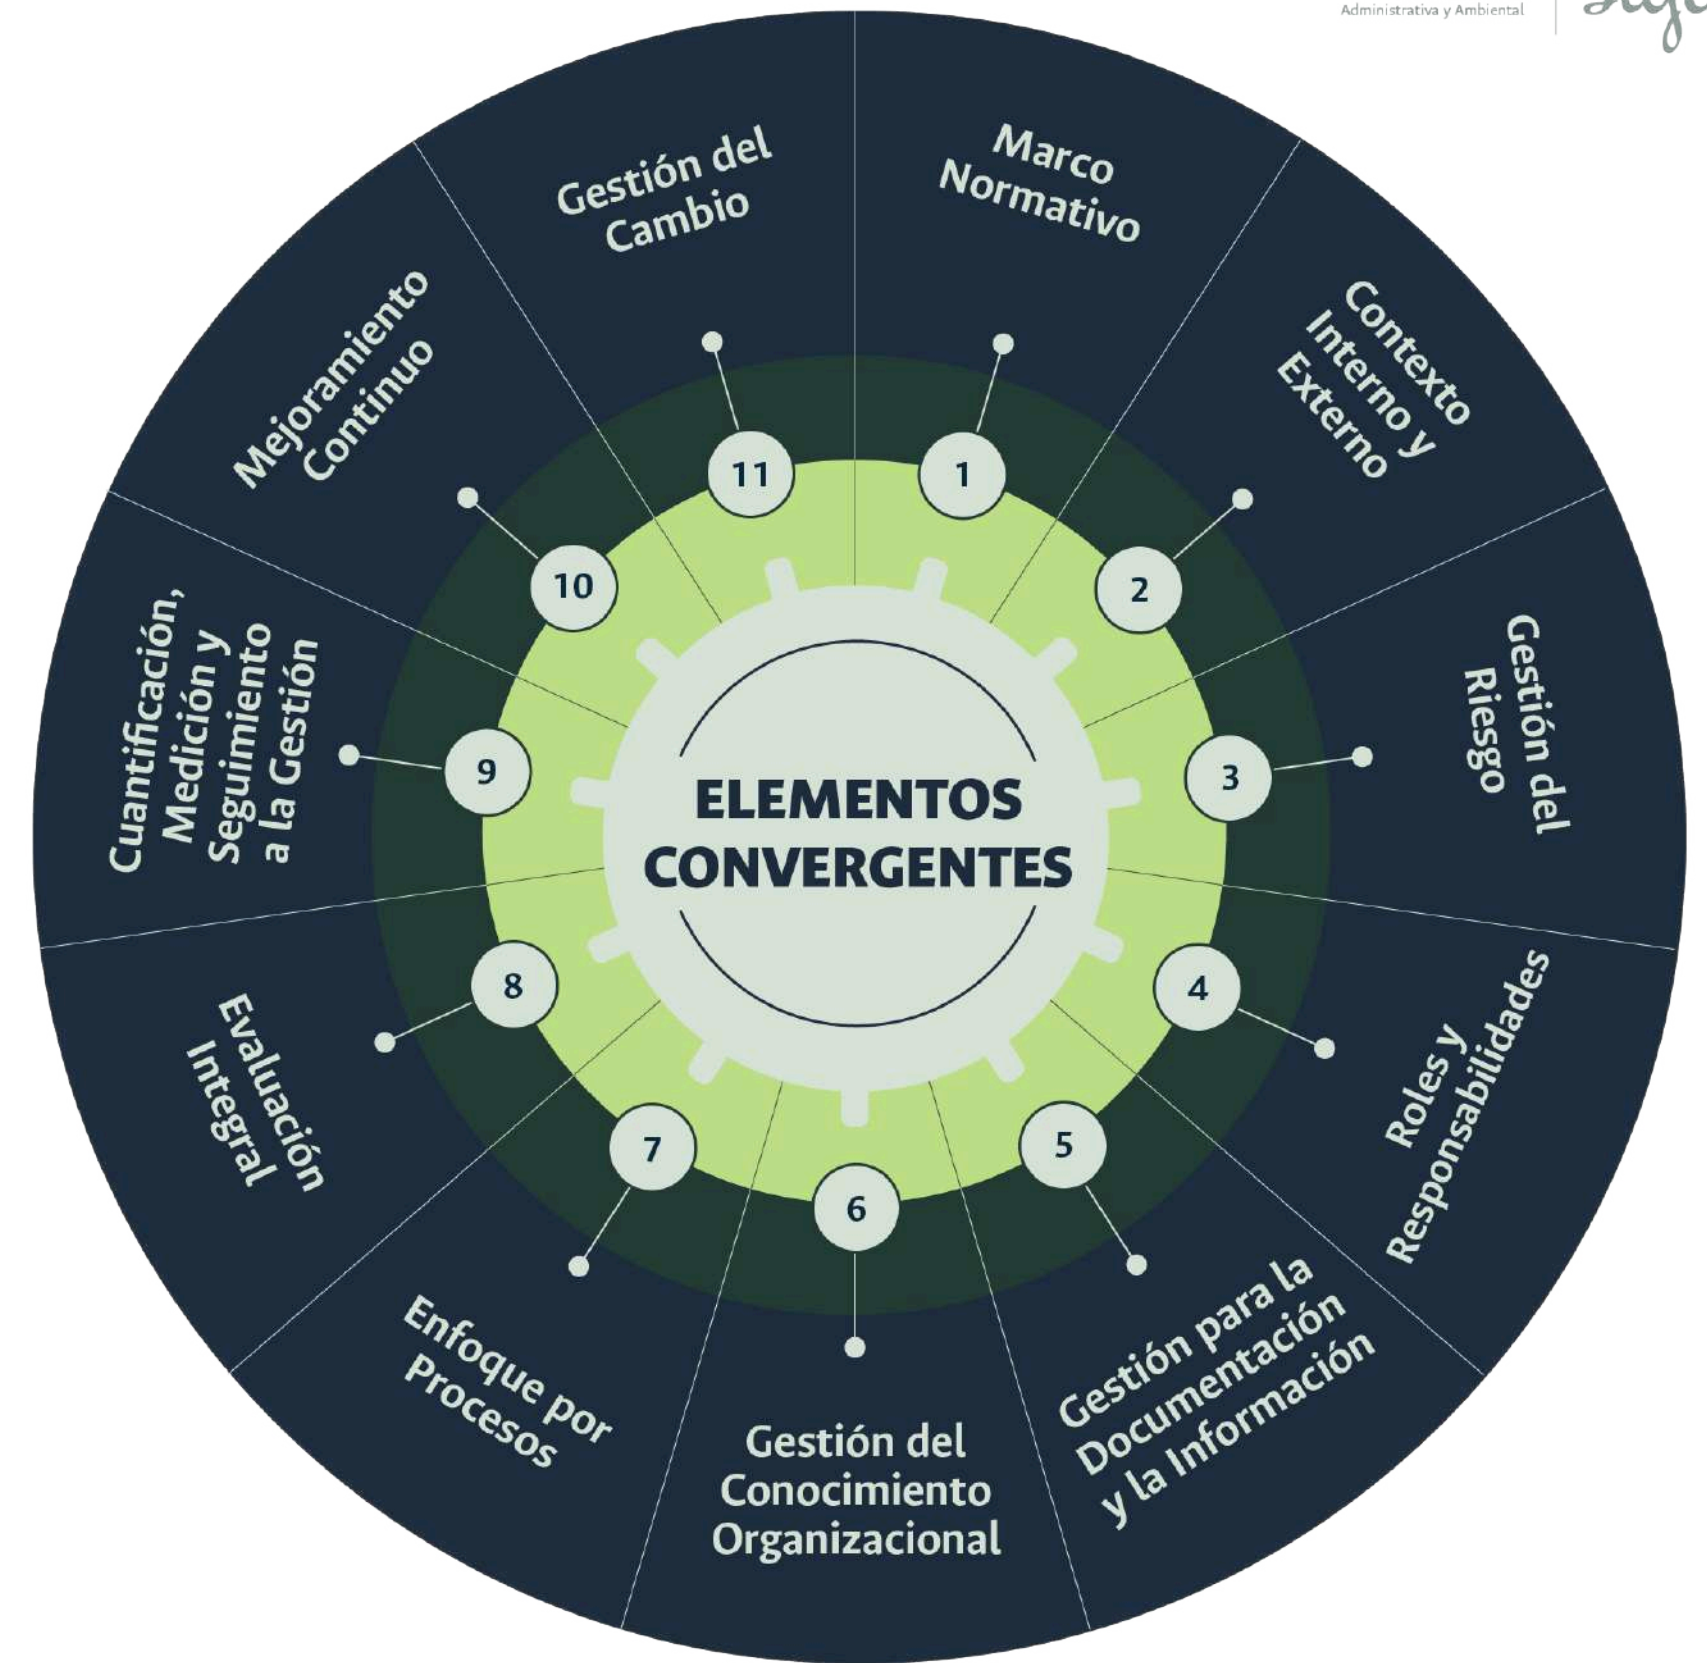 Administrativa y Ambiental
ELEMENTOS
CONVERGENTES
1
Marco
Normativo
2
Contexto
Interno y
Externo
3
Gestión del
Riesgo
4
Roles y
Responsabilidades
5
Gestión para la
Documentación
y la Información
6
Gestión del
Conocimiento
Organizacional
7
Enfoque por
Procesos
8
Evaluación
Integral
9
Cuantificación,
Medición y
Seguimiento
a la Gestión
10
Mejoramiento
Continuo
11
Gestión del
Cambio